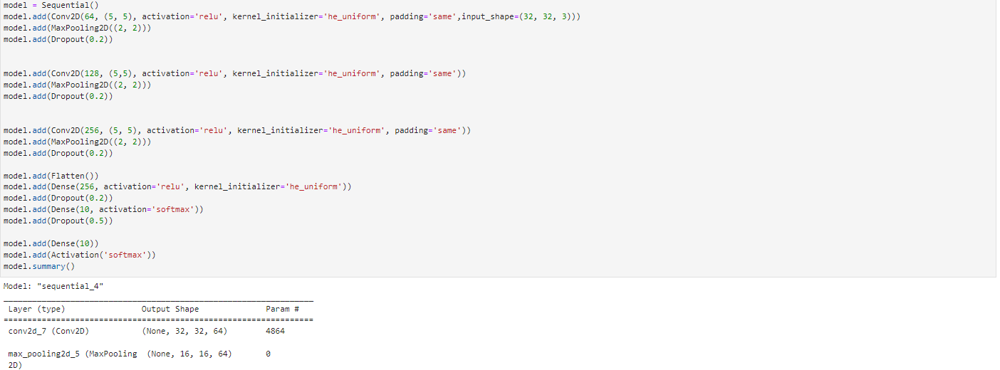 model = Sequential()
model.add(Conv2D(64, (5, 5), activation='relu', kernel_initializer='he_uniform', padding='same',input_shape=(32, 32, 3)))
model.add(MaxPooling2D((2, 2)))
model.add(Dropout(0.2))
model.add(Conv2D(128, (5,5), activation='relu', kernel_initializer='he_uniform', padding='same'))
model.add(MaxPooling2D((2, 2)))
model.add(Dropout(0.2))
model.add(Conv2D(256, (5, 5), activation='relu', kernel_initializer='he_uniform', padding='same'))
model.add(MaxPooling2D((2, 2)))
model.add(Dropout(0.2))
model.add(Flatten())
model.add(Dense(256, activation='relu', kernel_initializer='he_uniform'))
model.add(Dropout(0.2))
model.add(Dense(10, activation='softmax'))
model.add(Dropout(0.5))
model.add(Dense(10))
model.add(Activation('softmax'))
model.summary()
Model: "sequential_4"
_________________________________________________________________
Layer (type) Output Shape Param #
=================================================================
conv2d_7 (Conv2D) (None, 32, 32, 64) 4864
max_pooling2d_5 (MaxPooling (None, 16, 16, 64) 0
2D)